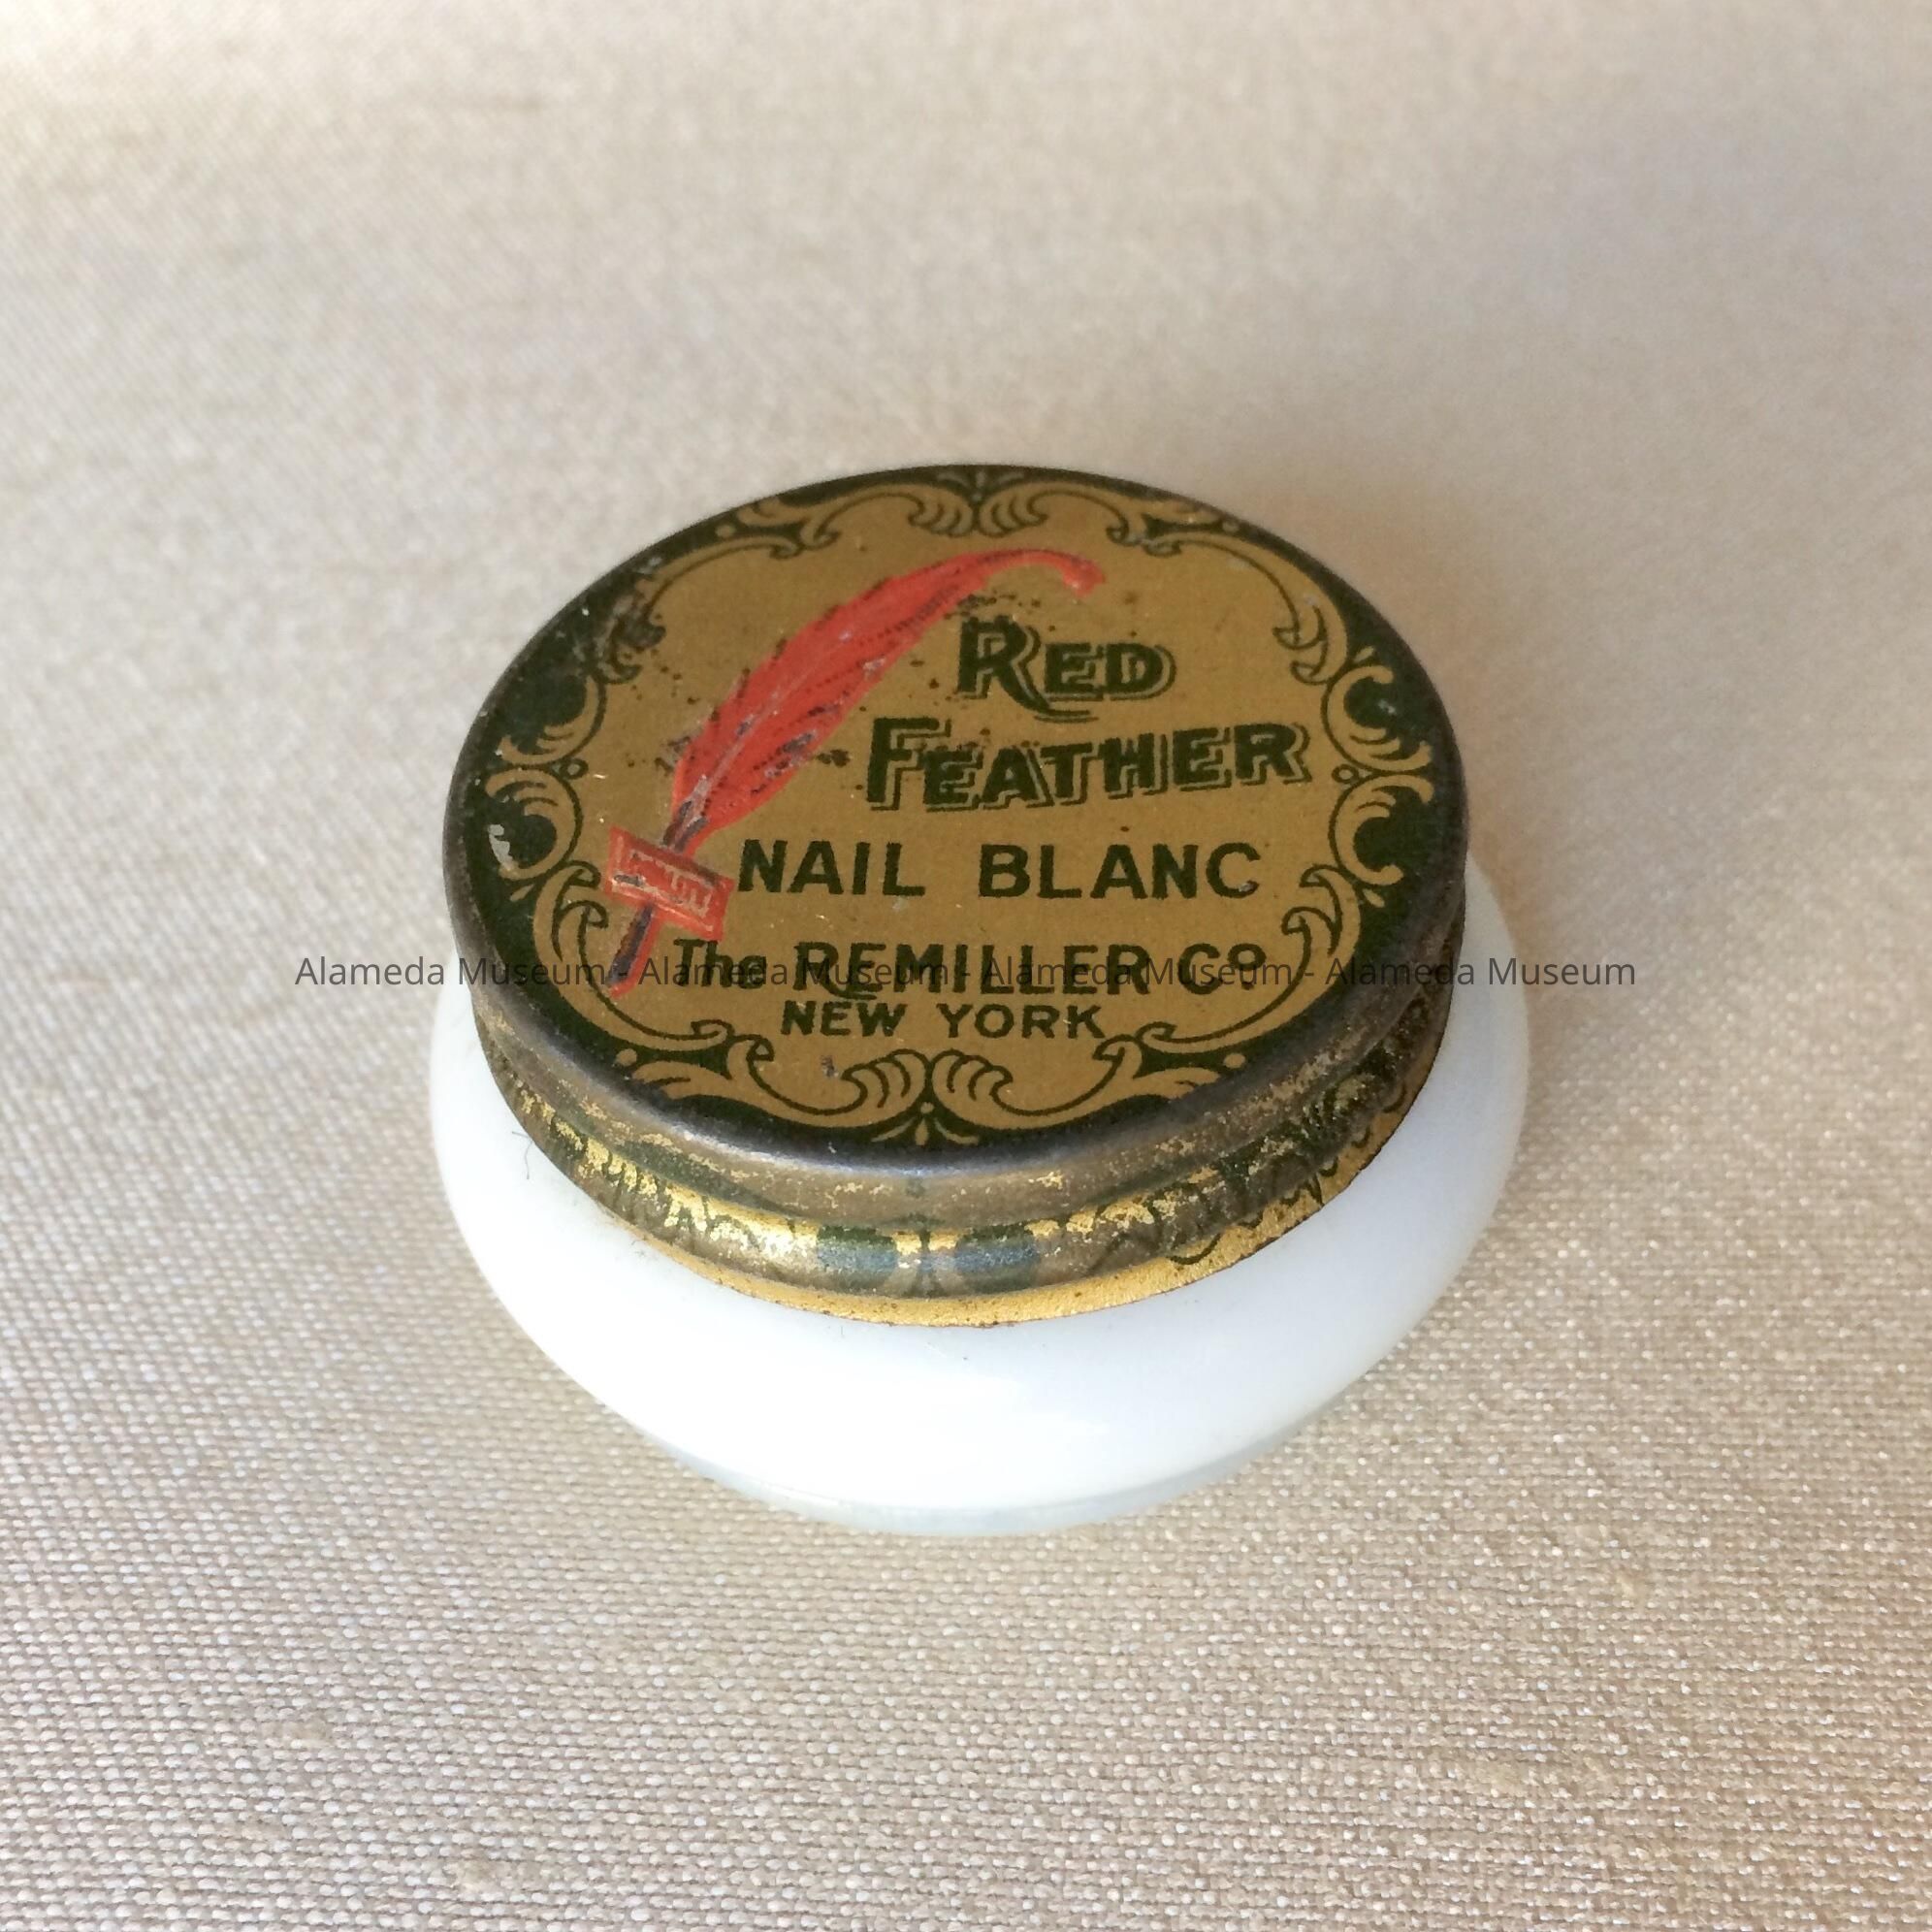 RED
FEATHER
NAIL BLANC
The REMILLER Co
NEW YORK
Alameda Museum - Alameda Museum - Alameda Museum - Alameda Museum